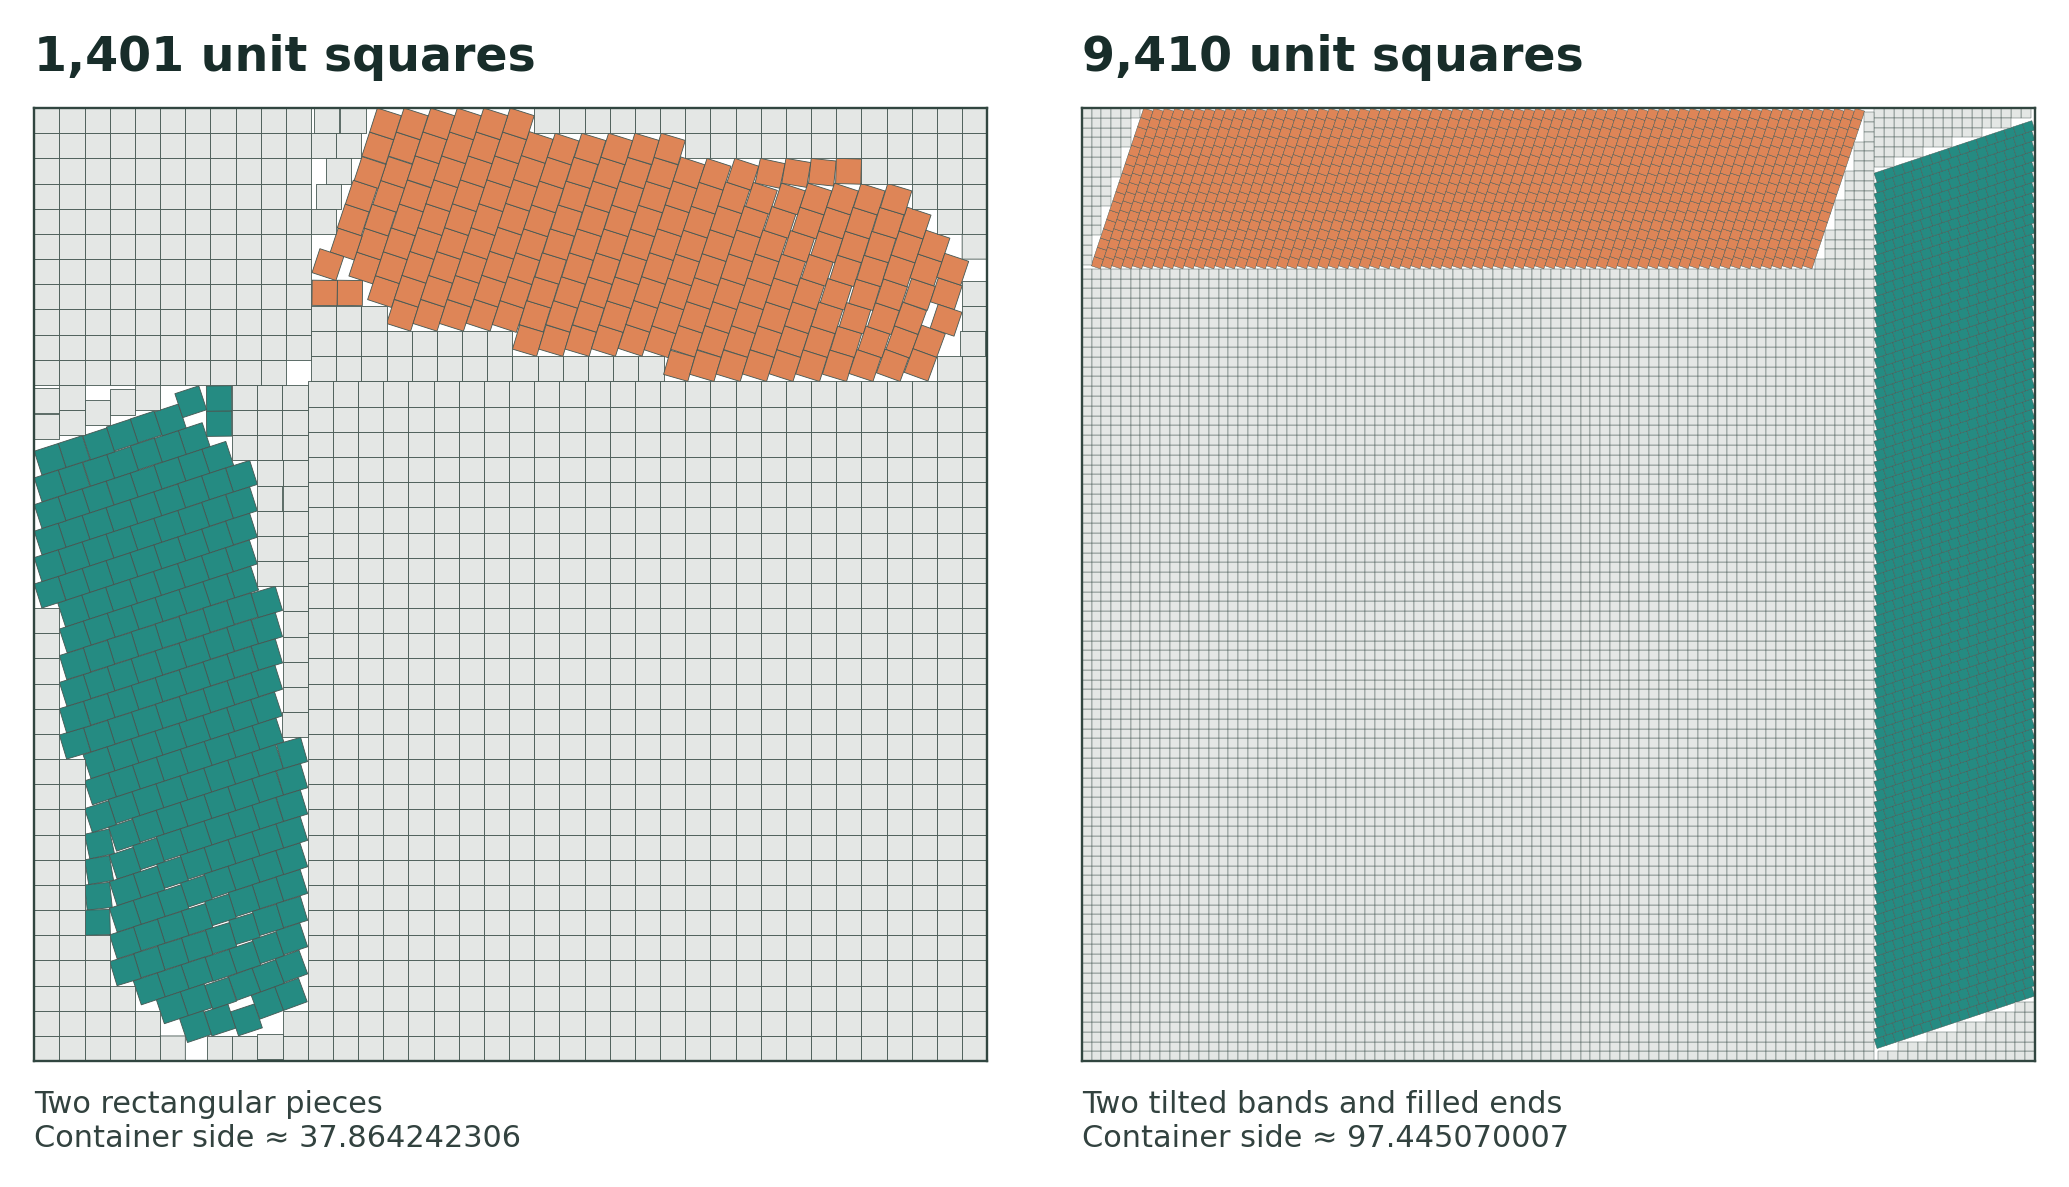 1,401 unit squares
9,410 unit squares
Two rectangular pieces
Container side ≈ 37.864242306
Two tilted bands and filled ends
Container side ≈ 97.445070007